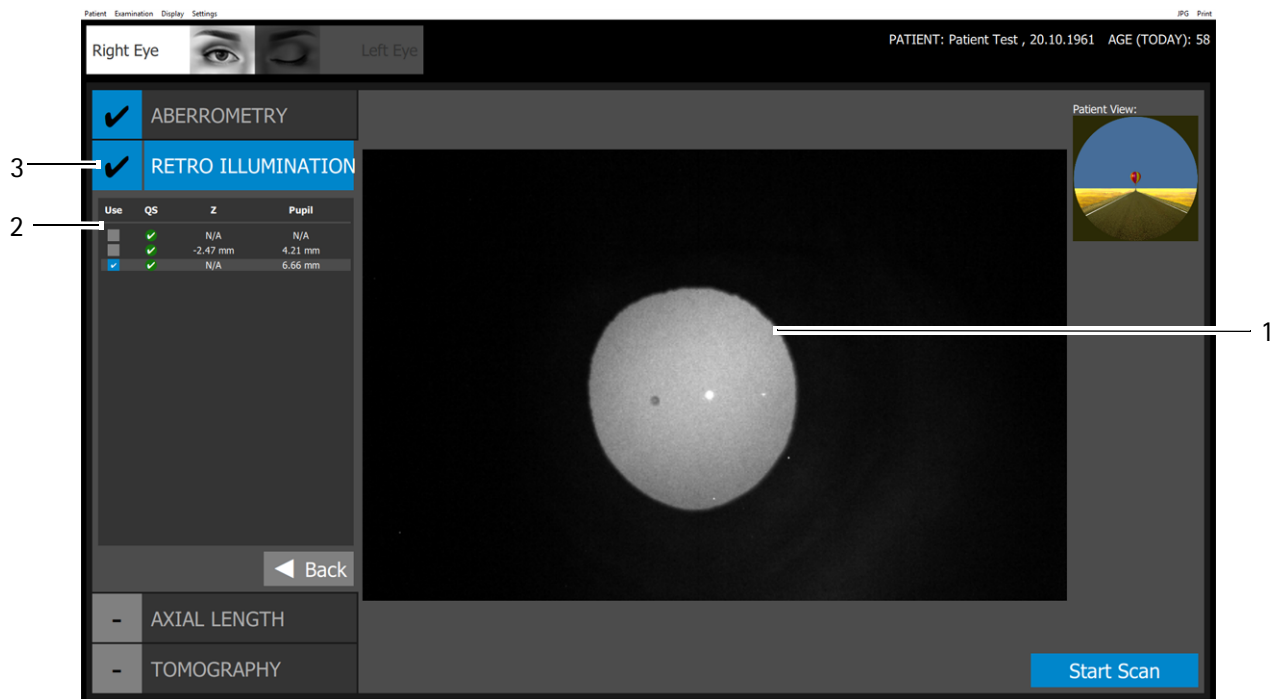 Patient Examination Display Settings JPG Print
Right Eye Left Eye PATIENT: Patient Test , 20.10.1961 AGE (TODAY): 58
ABERROMETRY
Patient View:
3 RETRO ILLUMINATION
Use QS Z Pupil
2
N/A N/A
-2.47 mm 4.21 mm
N/A 6.66 mm
1
Back
- AXIAL LENGTH
- TOMOGRAPHY
Start Scan